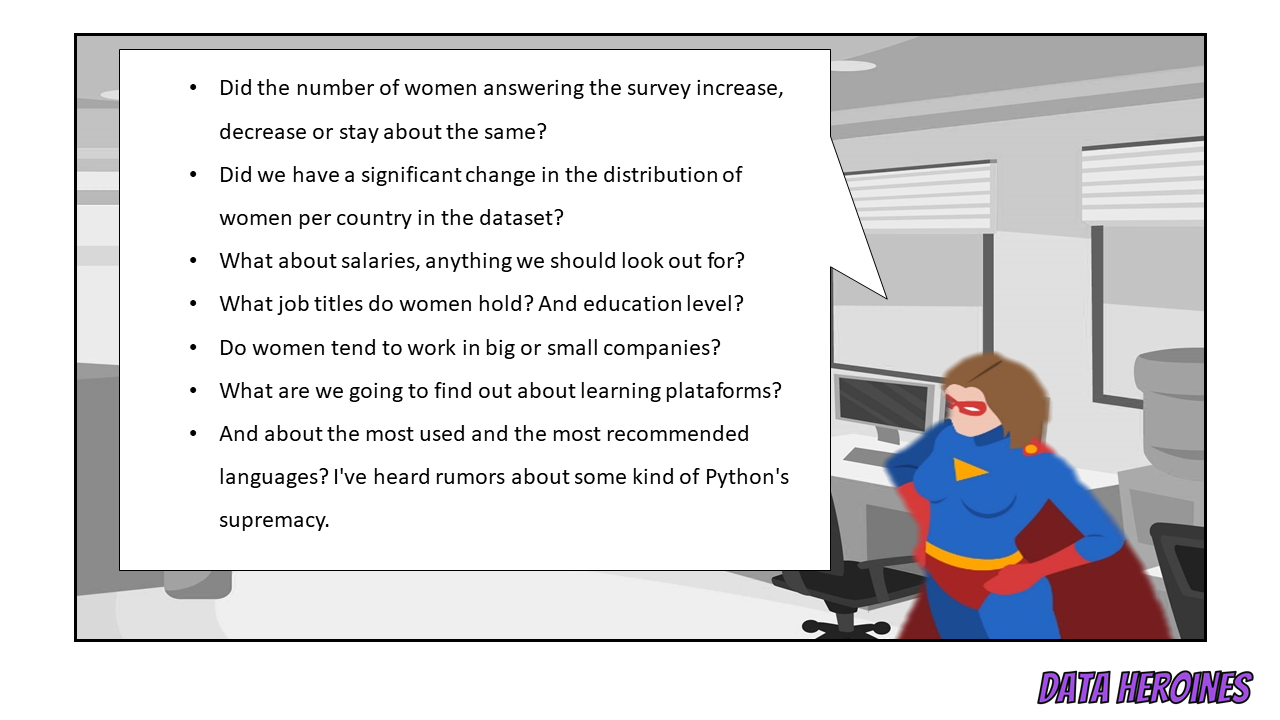 • Did the number of women answering the survey increase,
decrease or stay about the same?
• Did we have a significant change in the distribution of
women per country in the dataset?
• What about salaries, anything we should look out for?
• What job titles do women hold? And education level?
• Do women tend to work in big or small companies?
• What are we going to find out about learning plataforms?
• And about the most used and the most recommended
languages? I've heard rumors about some kind of Python's
supremacy.
DATA HEROINES